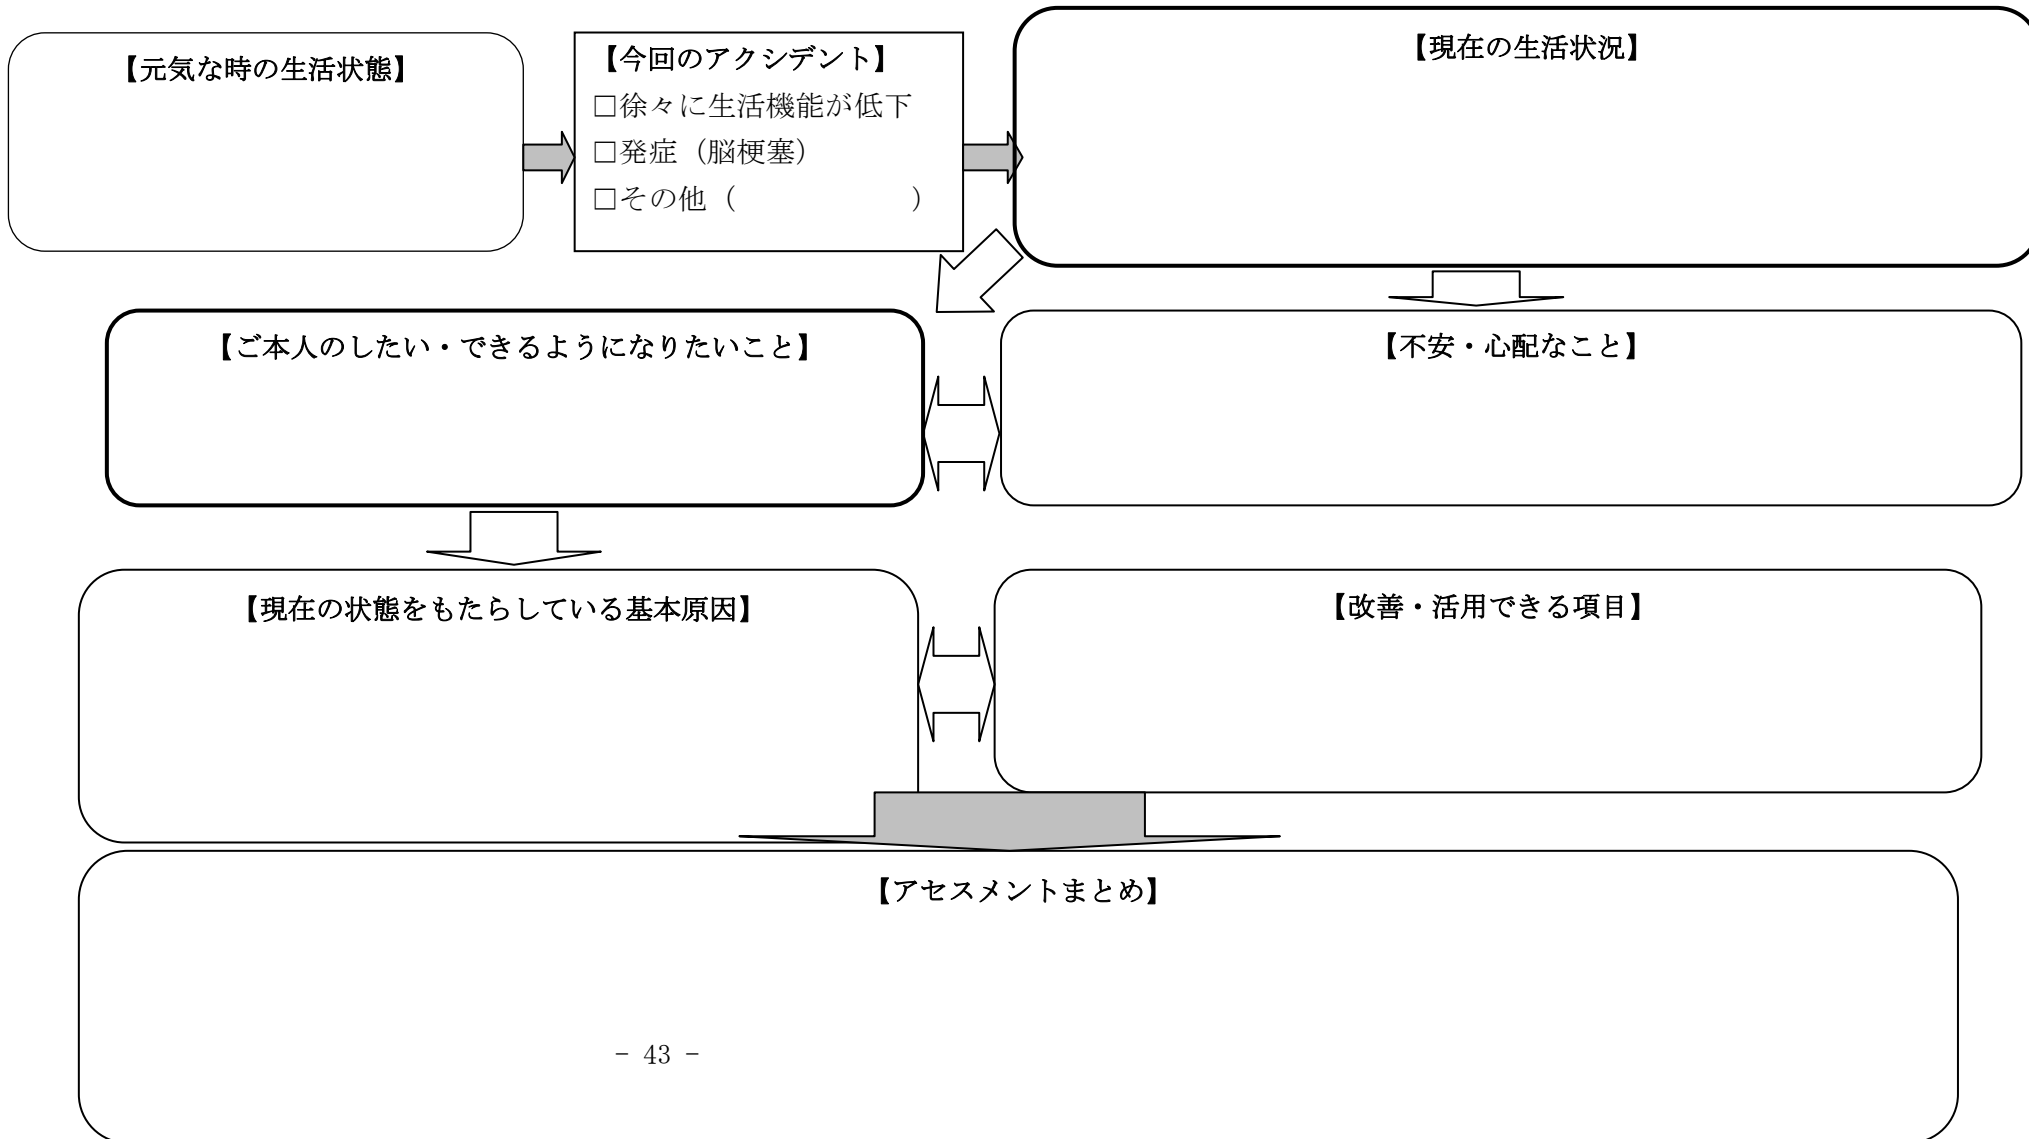 【元気な時の生活状態】
【今回のアクシデント】
□徐々に生活機能が低下
□発症（脳梗塞）
□その他（　　　　　　）
【現在の生活状況】
【ご本人のしたい・できるようになりたいこと】
【不安・心配なこと】
【現在の状態をもたらしている基本原因】
【改善・活用できる項目】
【アセスメントまとめ】
- 43 -